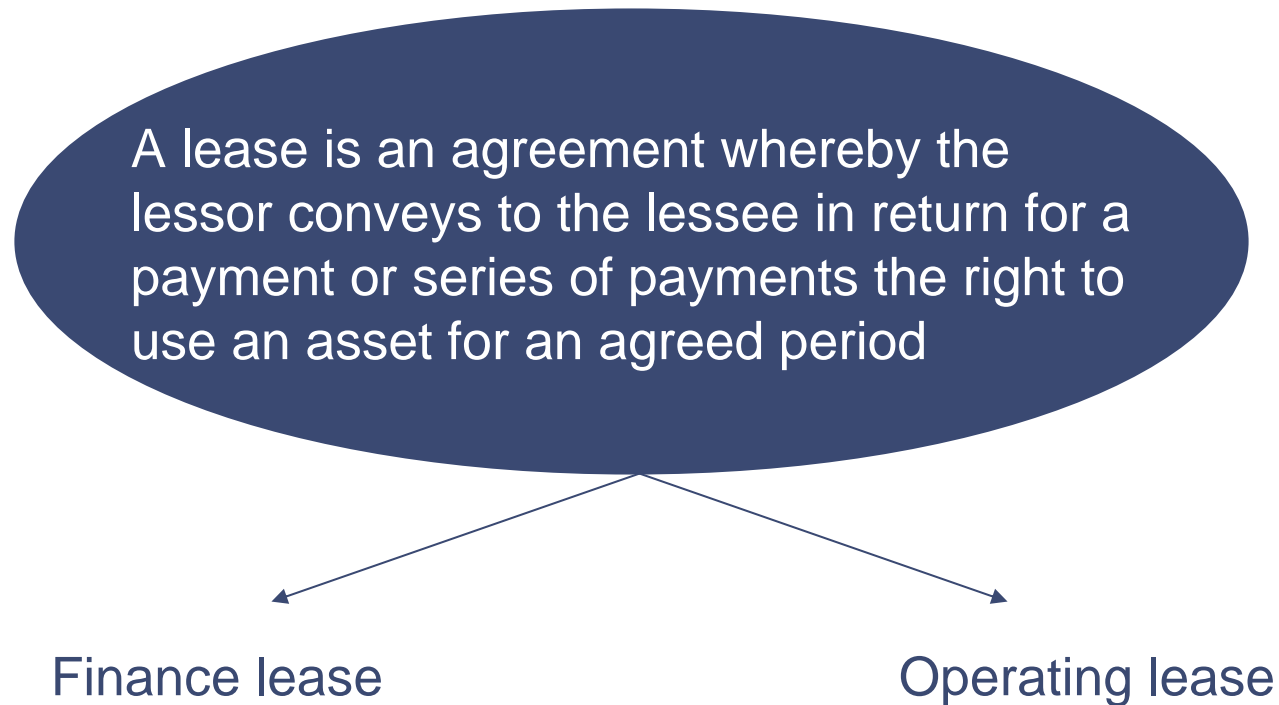 A lease is an agreement whereby the
lessor conveys to the lessee in return for a
payment or series of payments the right to
use an asset for an agreed period
Finance lease
Operating lease